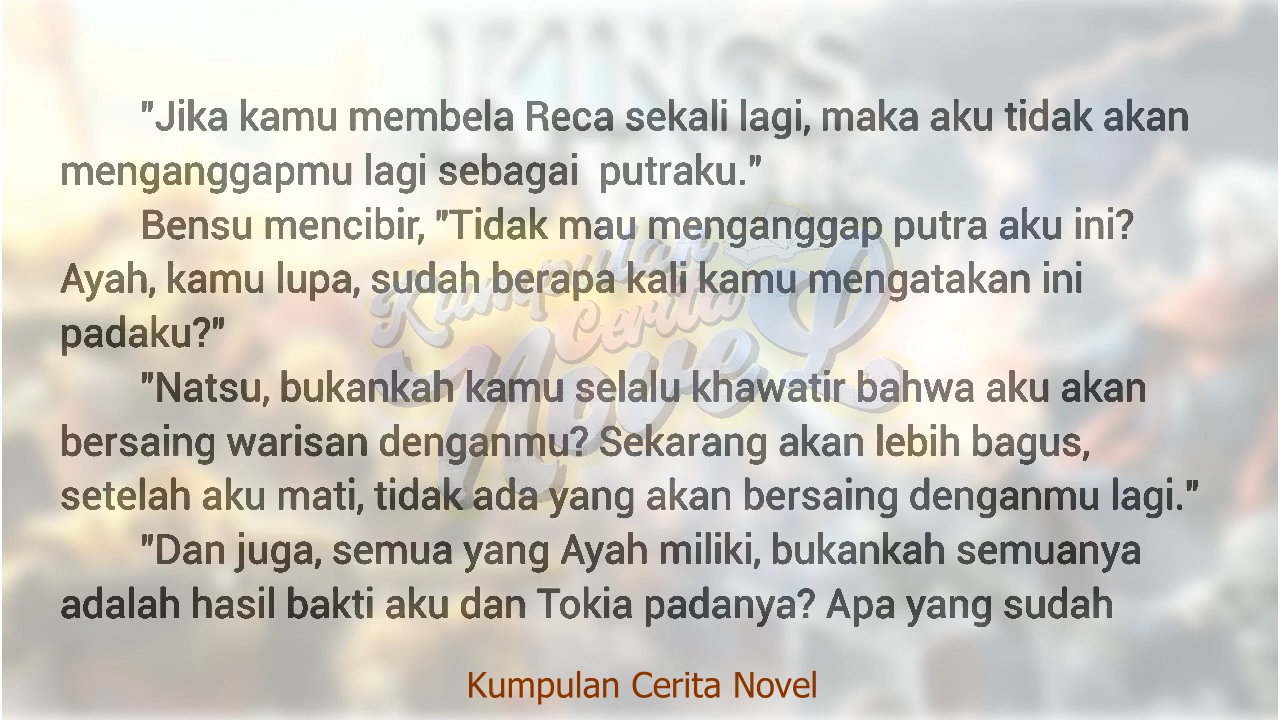 "Jika kamu membela Reca sekali lagi, maka aku tidak akan
menganggapmu lagi sebagai  putraku."
Bensu mencibir, "Tidak mau menganggap putra aku ini?
Ayah, kamu lupa, sudah berapa kali kamu mengatakan ini
padaku?"
"Natsu, bukankah kamu selalu khawatir bahwa aku akan
bersaing warisan denganmu? Sekarang akan lebih bagus,
setelah aku mati, tidak ada yang akan bersaing denganmu lagi."
"Dan juga, semua yang Ayah miliki, bukankah semuanya
adalah hasil bakti aku dan Tokia padanya? Apa yang sudah
Kumpulan Cerita Novel
KINGS
Kumpulan
Cerita
Novel